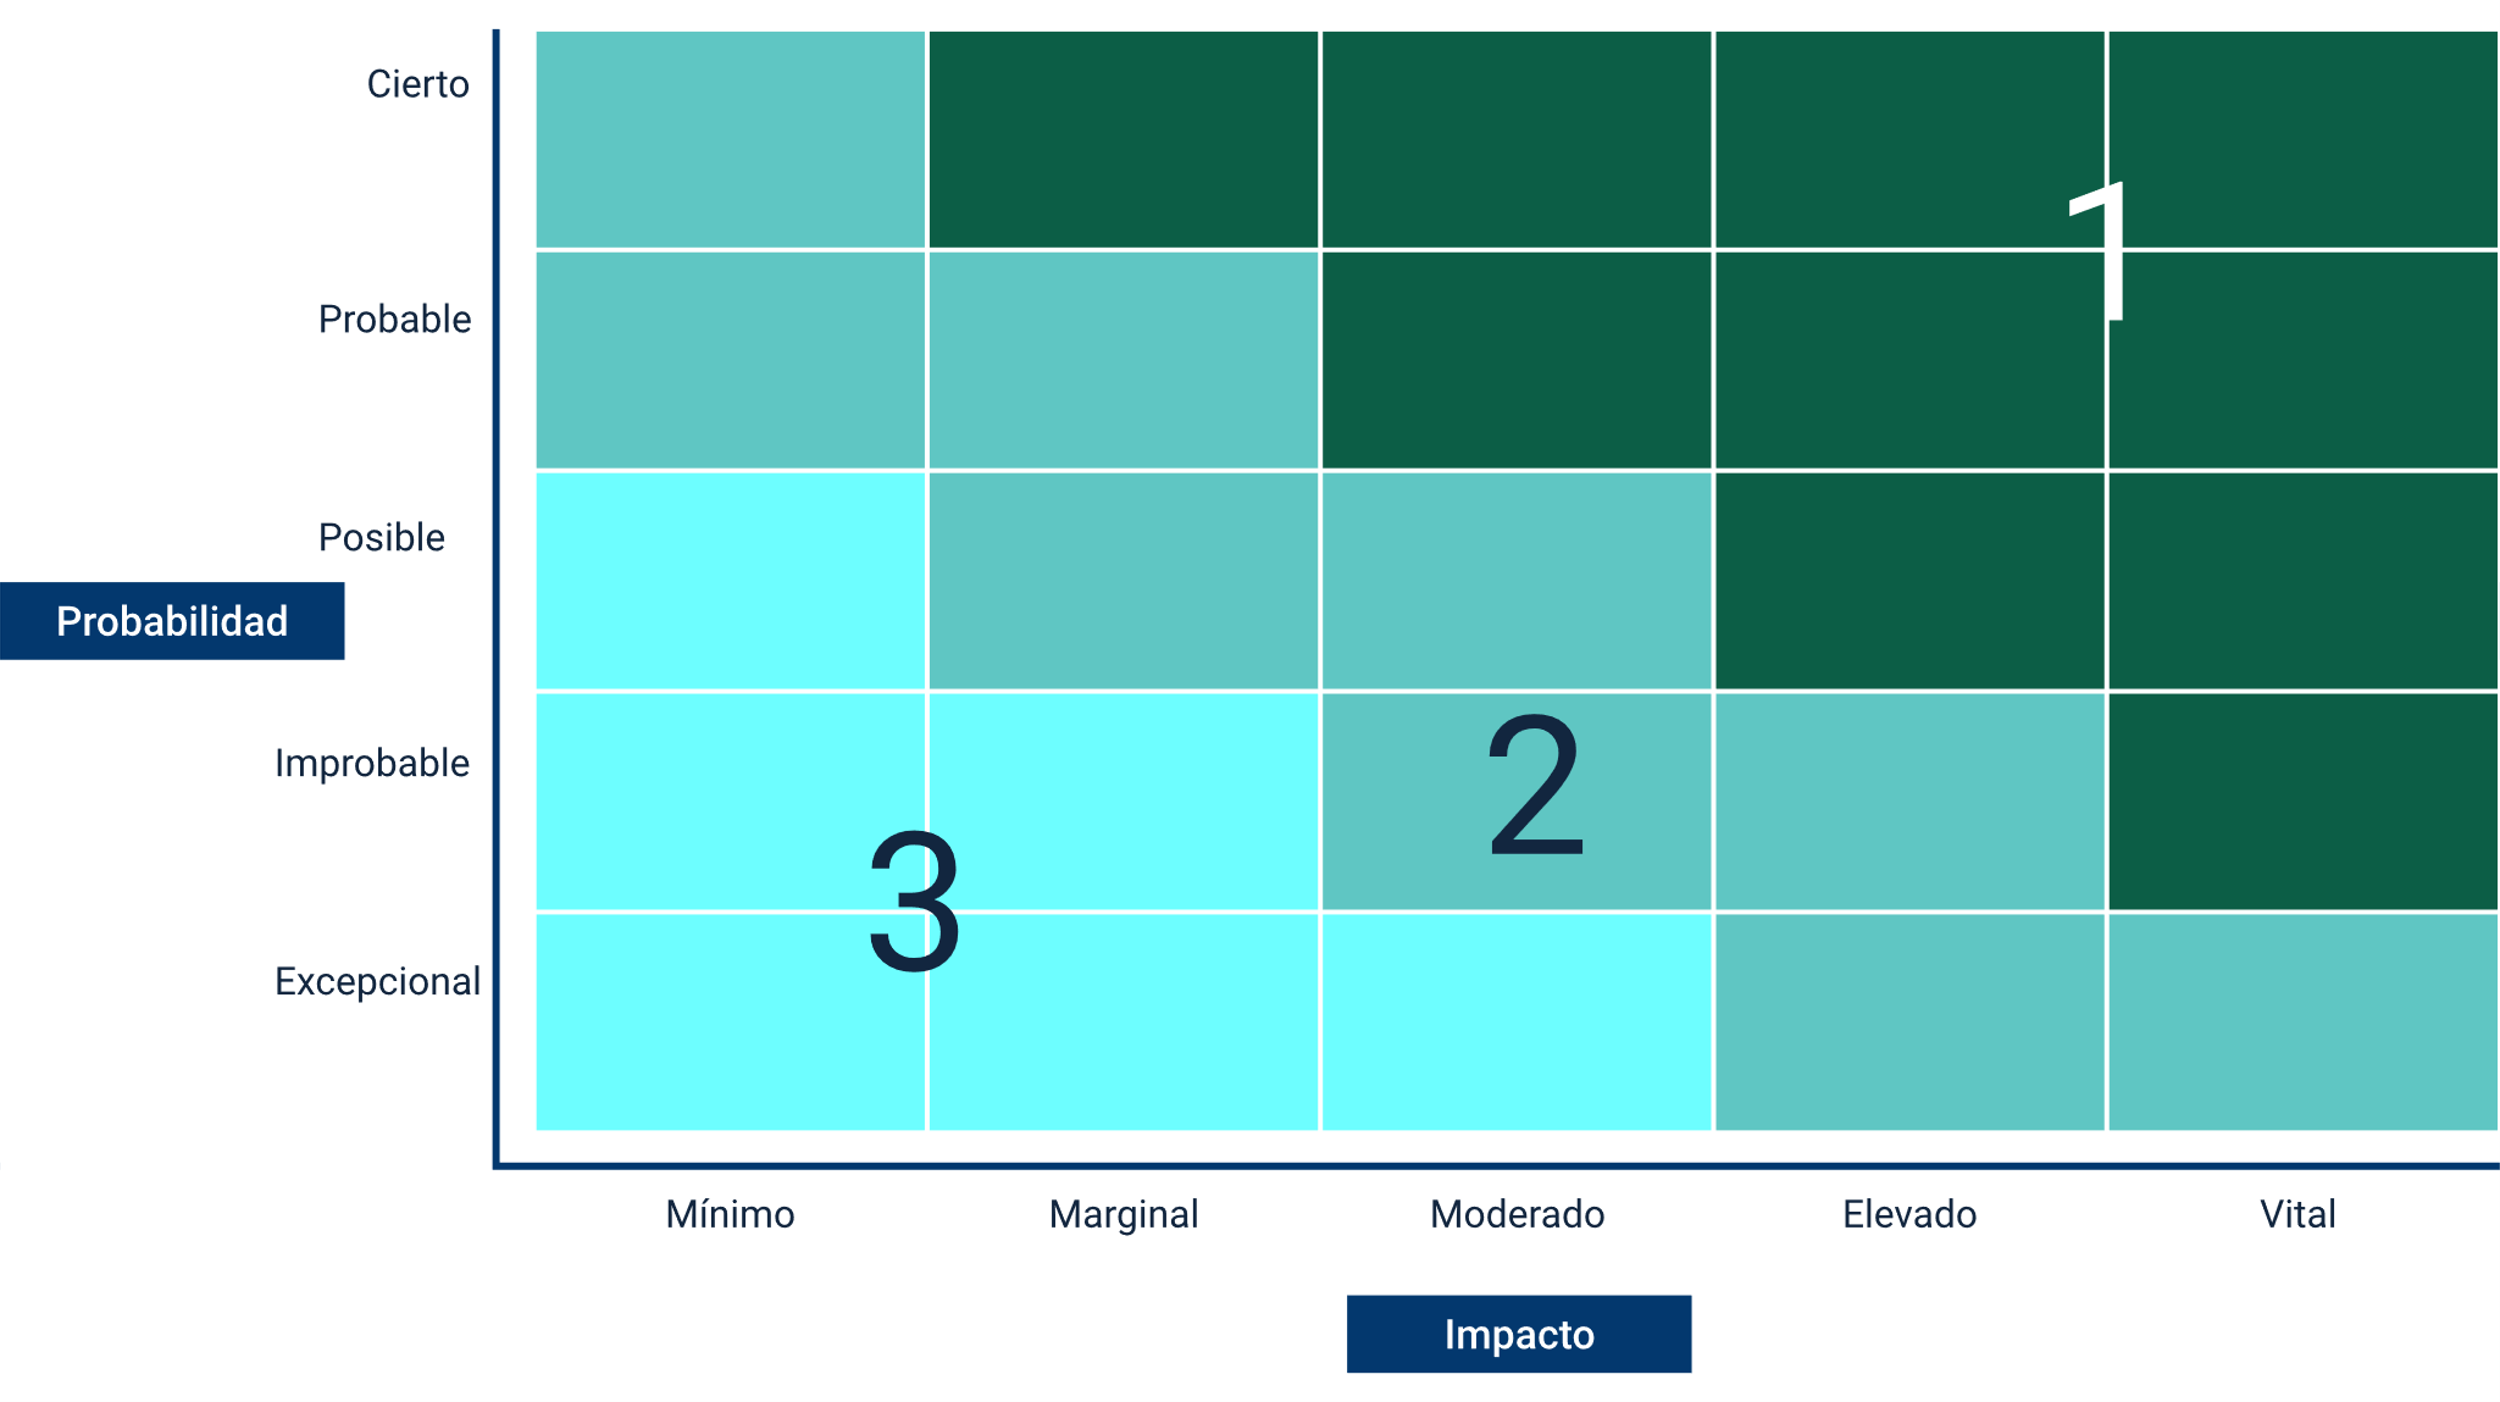 Cierto
1
Probable
Posible
Probabilidad
2
Improbable
3
Excepcional
Mínimo
Marginal
Moderado
Elevado
Vital
Impacto